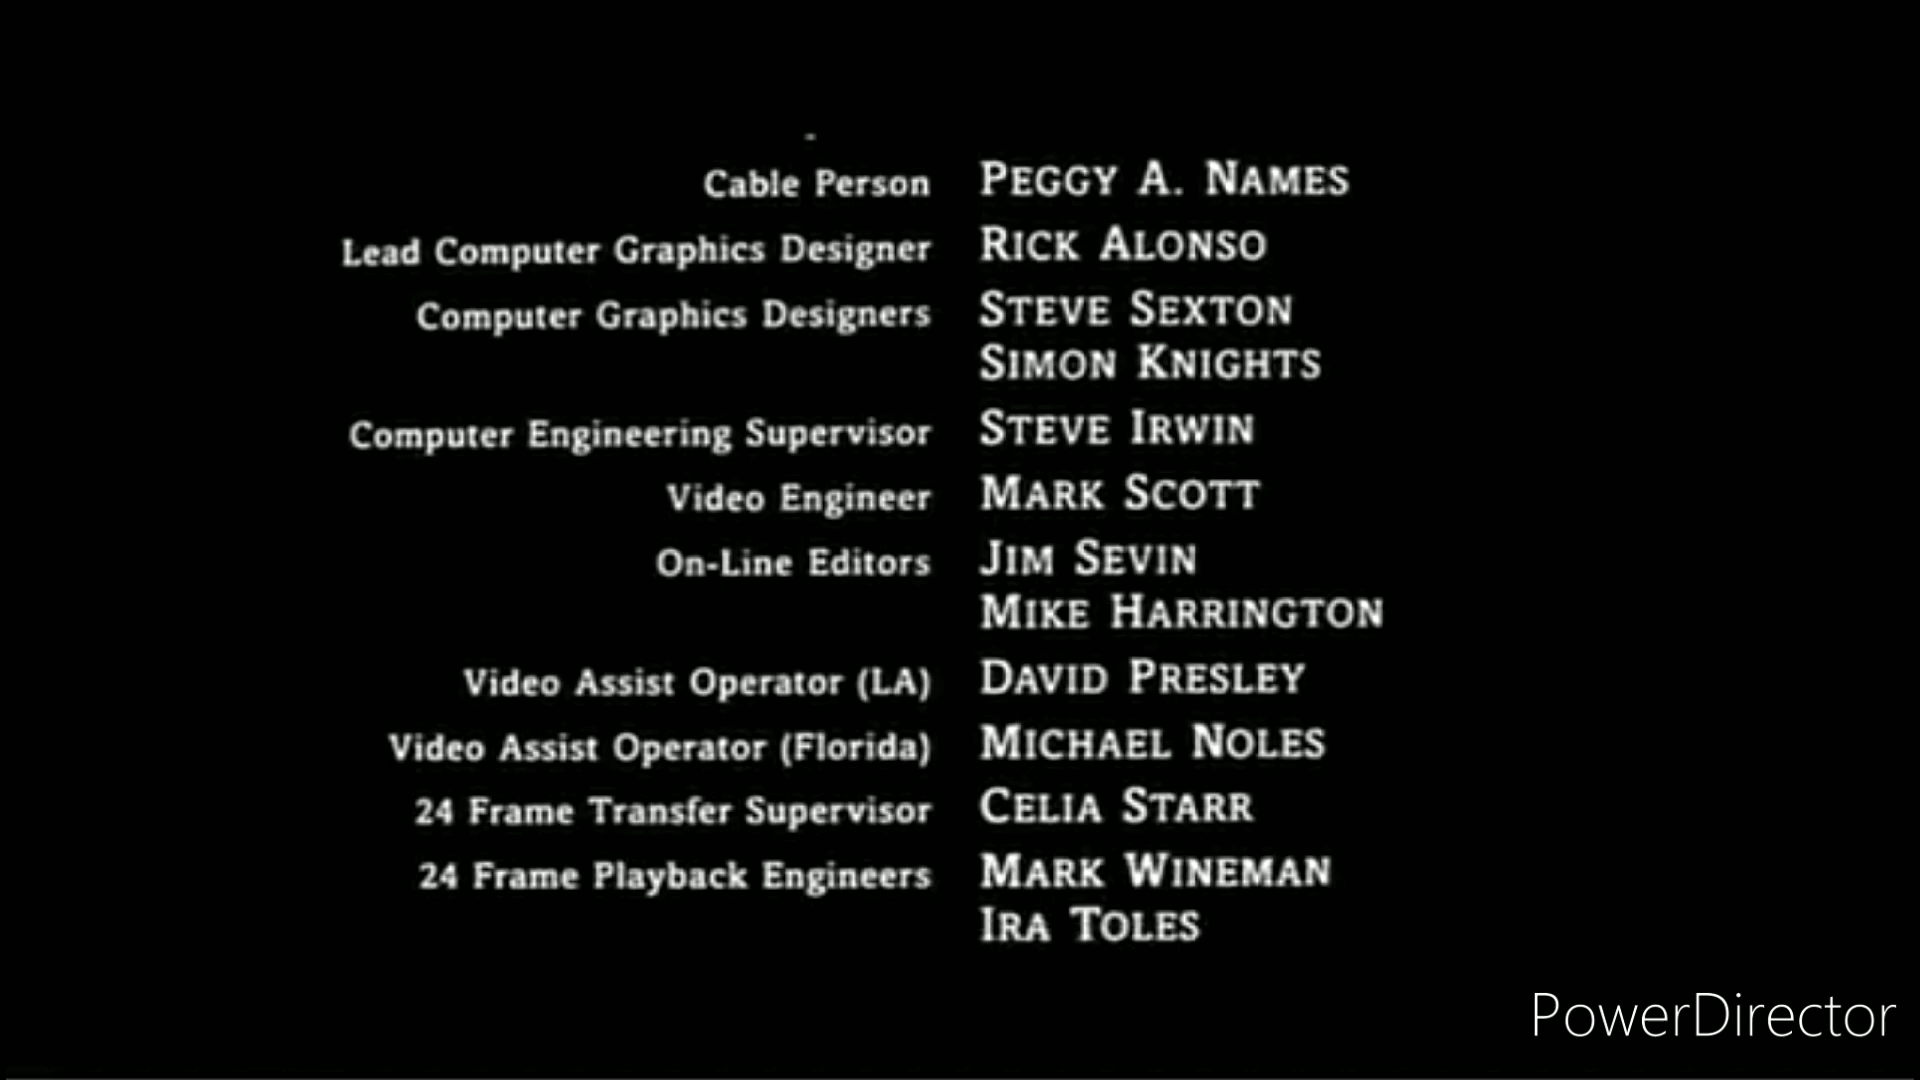 Cable Person PEGGY A. NAMES
Lead Computer Graphics Designer RICK ALONSO
Computer Graphics Designers STEVE SEXTON
SIMON KNIGHTS
Computer Engineering Supervisor STEVE IRWIN
Video Engineer MARK SCOTT
On-Line Editors JIM SEVIN
MIKE HARRINGTON
Video Assist Operator (LA) DAVID PRESLEY
Video Assist Operator (Florida) MICHAEL NOLES
24 Frame Transfer Supervisor CELIA STARR
24 Frame Playback Engineers MARK WINEMAN
IRA TOLES
PowerDirector